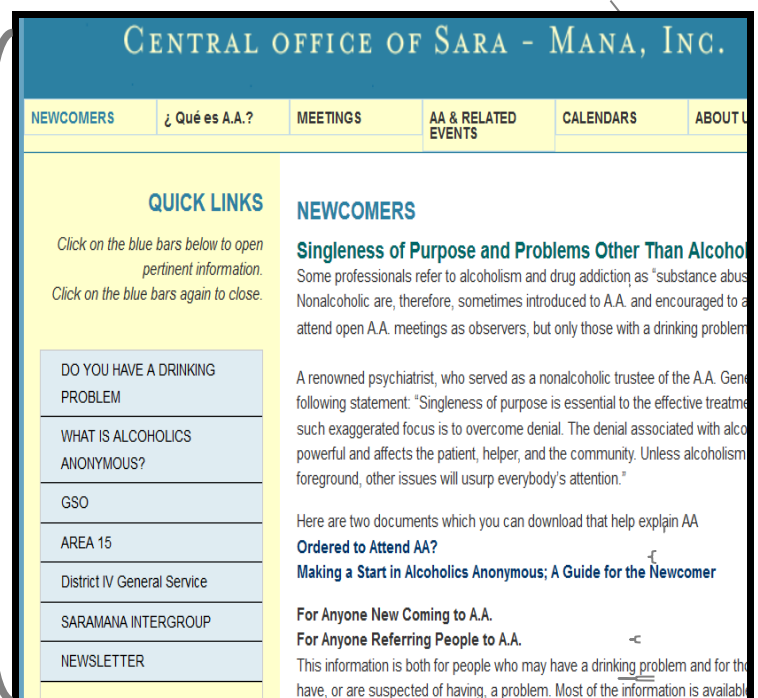 CENTRAL OFFICE OF SARA - MANA, INC.
NEWCOMERS
¿ Qué es A.A.?
MEETINGS
AA & RELATED
EVENTS
CALENDARS
ABOUT
QUICK LINKS
Click on the blue bars below to open
pertinent information.
Click on the blue bars again to close.
DO YOU HAVE A DRINKING
PROBLEM
WHAT IS ALCOHOLICS
ANONYMOUS?
GSO
AREA 15
District IV General Service
SARAMANA INTERGROUP
NEWSLETTER
NEWCOMERS
Singleness of Purpose and Problems Other Than Alcohol
Some professionals refer to alcoholism and drug addiction as “substance abus
Nonalcoholic are, therefore, sometimes introduced to A.A. and encouraged to a
attend open A.A. meetings as observers, but only those with a drinking problem
A renowned psychiatrist, who served as a nonalcoholic trustee of the A.A. Gene
following statement: “Singleness of purpose is essential to the effective treatme
such exaggerated focus is to overcome denial. The denial associated with alco
powerful and affects the patient, helper, and the community. Unless alcoholism
foreground, other issues will usurp everybody's attention.”
Here are two documents which you can download that help explain AA
Ordered to Attend AA?
Making a Start in Alcoholics Anonymous; A Guide for the Newcomer
For Anyone New Coming to A.A.
For Anyone Referring People to A.A.
This information is both for people who may have a drinking problem and for tho
have, or are suspected of having, a problem. Most of the information is availabl